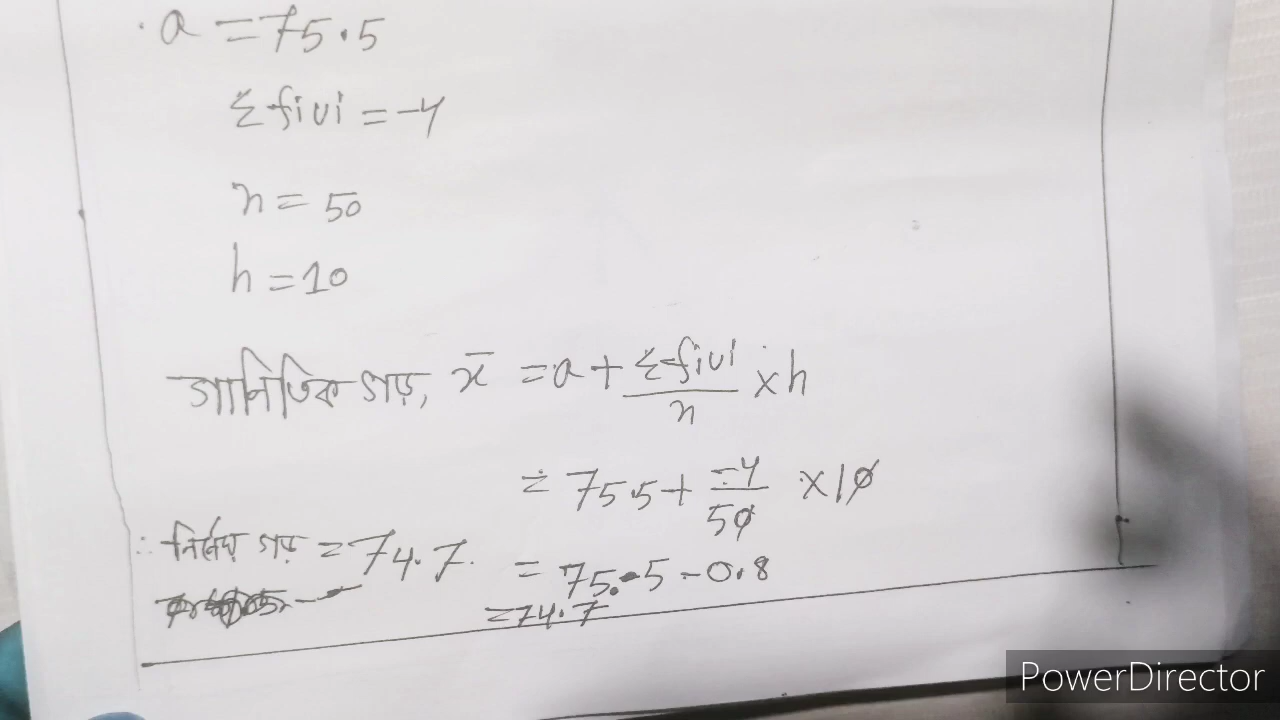 a = 75.5
Σfiui = -4
n = 50
h = 10
গানিতিক গড়, x̄ = a + Σfiui/n × h
= 75.5 + -4/50 × 10
∴ নির্ণেয় গড় = 74.7.
= 75.5 - 0.8
= 74.7
PowerDirector